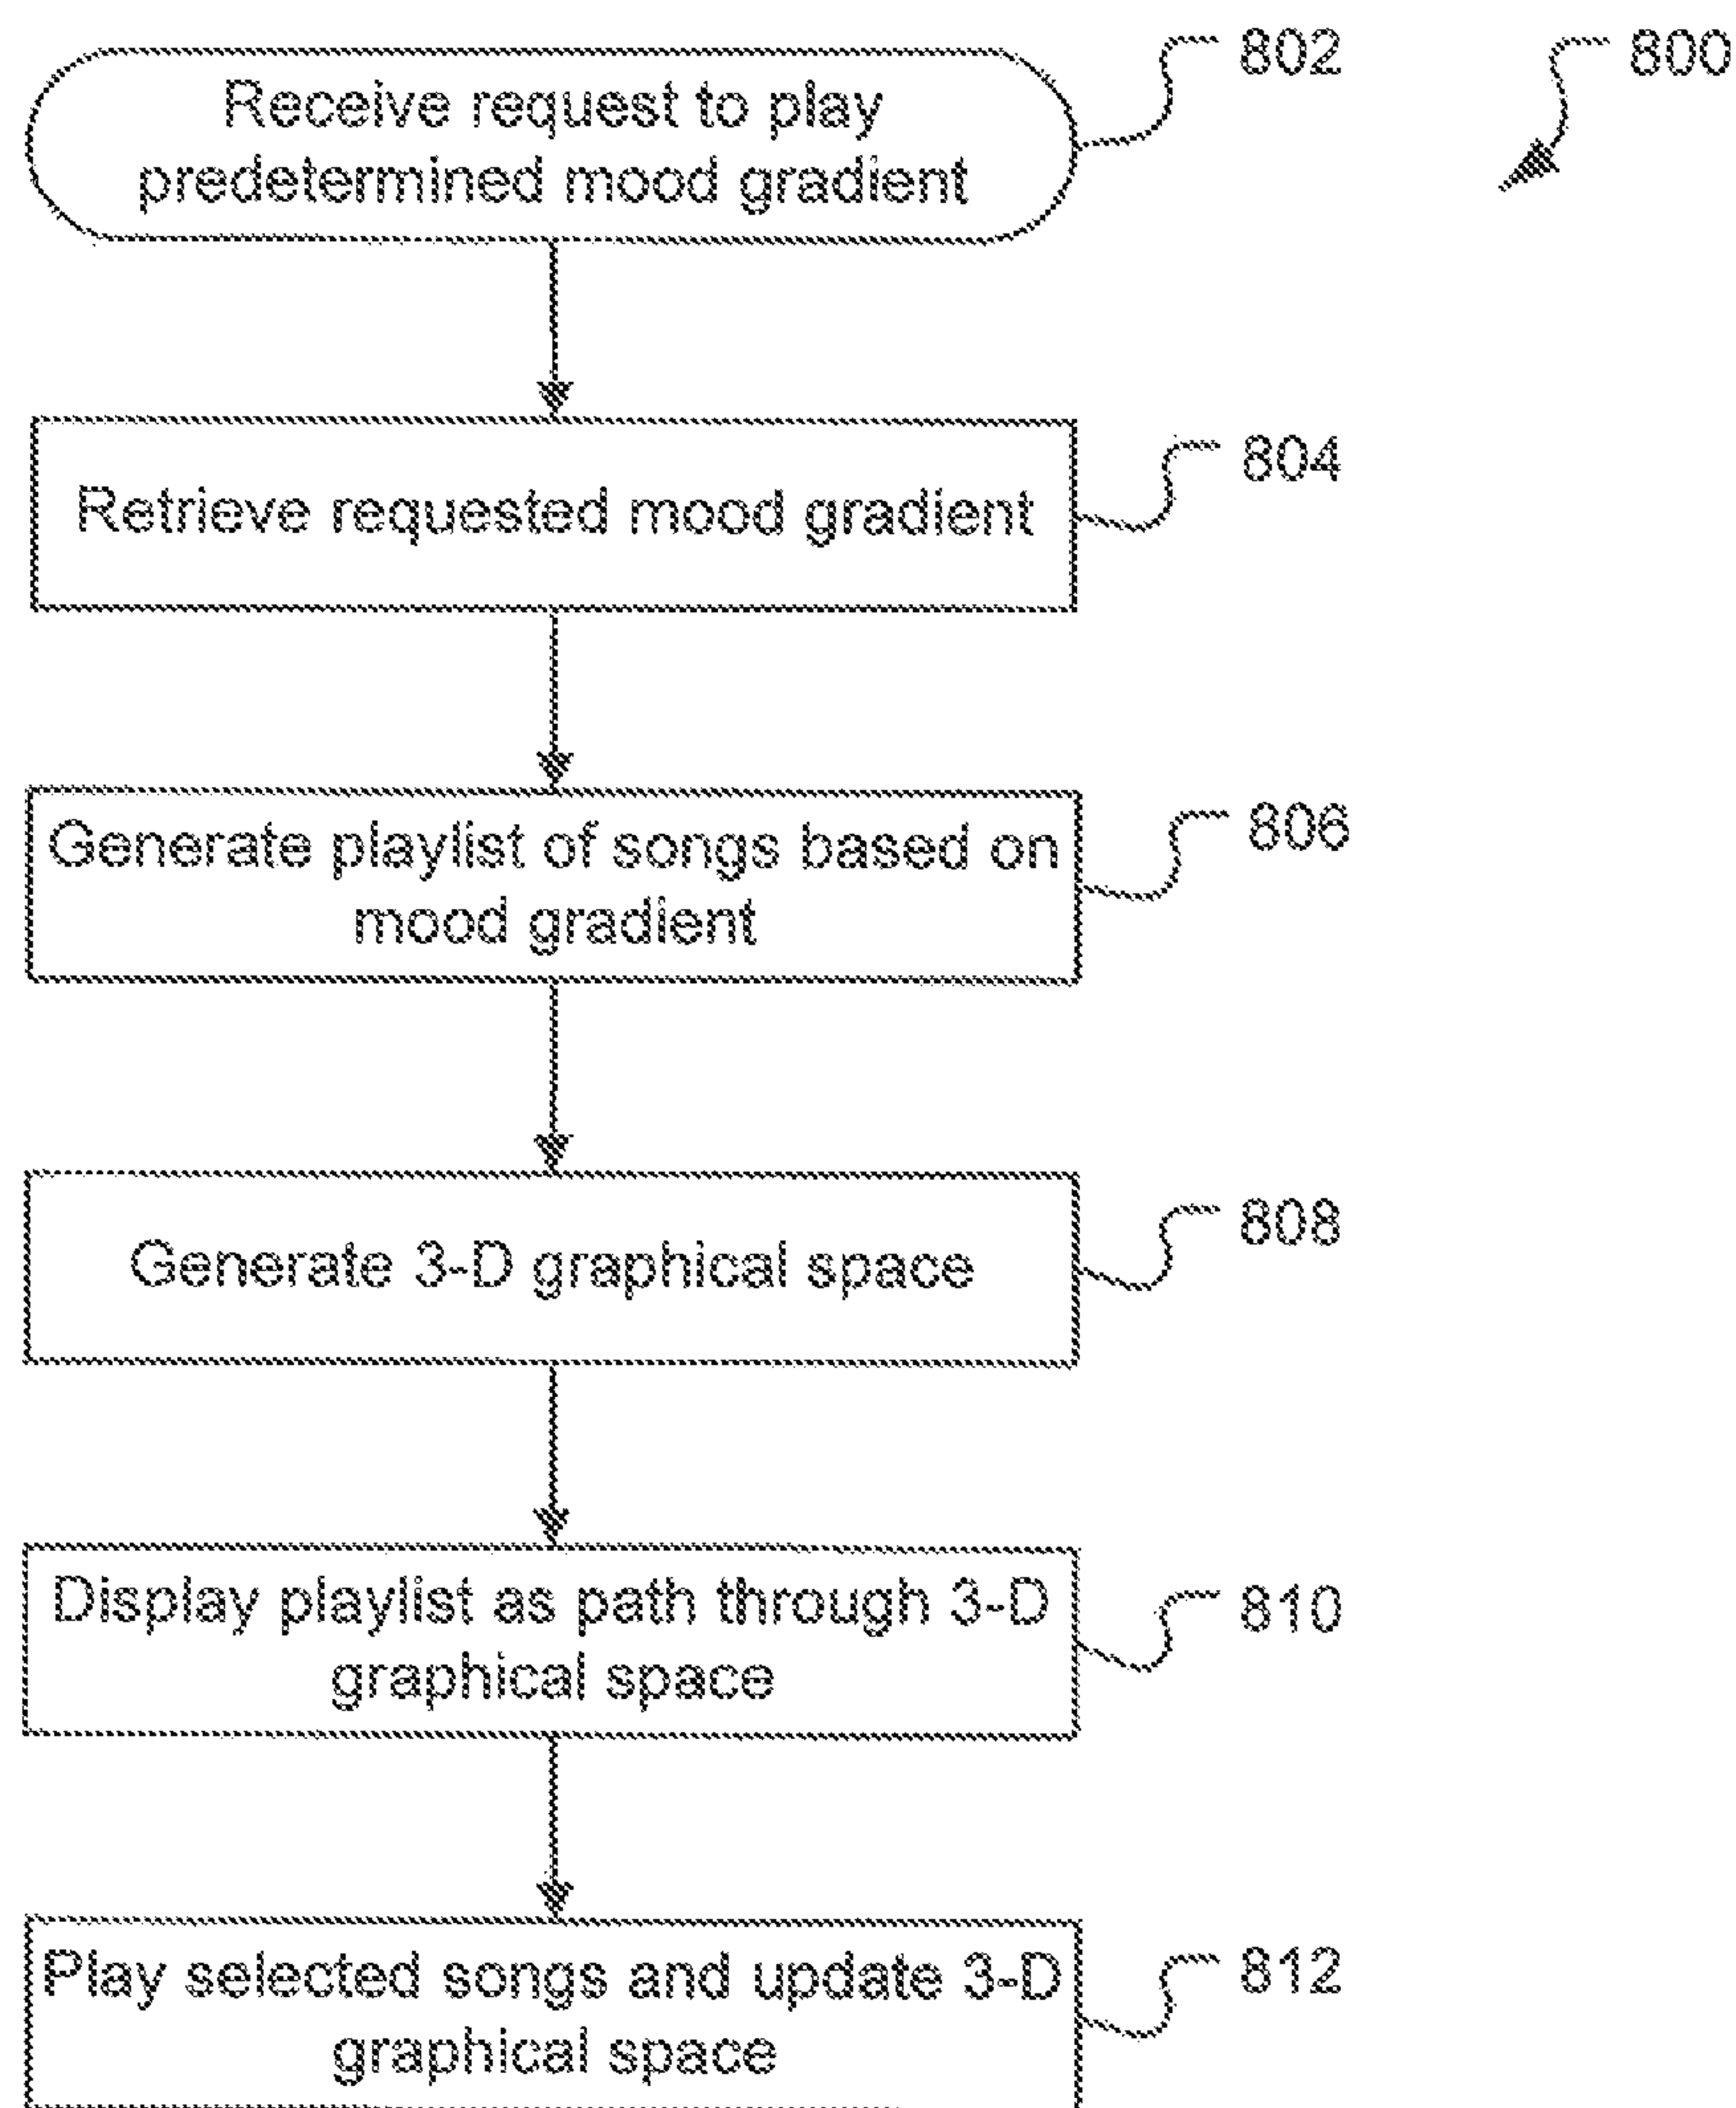 802
800
Receive request to play
predetermined mood gradient
804
Retrieve requested mood gradient
806
Generate playlist of songs based on
mood gradient
808
Generate 3-D graphical space
810
Display playlist as path through 3-D
graphical space
812
Play selected songs and update 3-D
graphical space